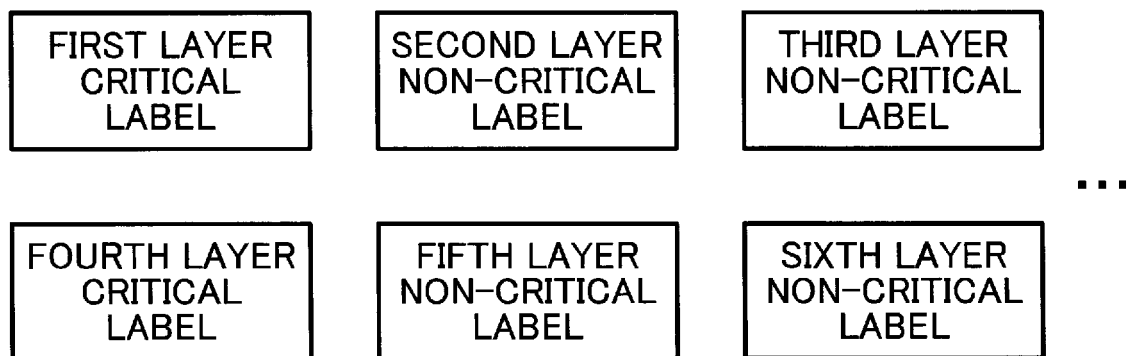 FIRST LAYER
CRITICAL
LABEL
SECOND LAYER
NON-CRITICAL
LABEL
THIRD LAYER
NON-CRITICAL
LABEL
...
FOURTH LAYER
CRITICAL
LABEL
FIFTH LAYER
NON-CRITICAL
LABEL
SIXTH LAYER
NON-CRITICAL
LABEL